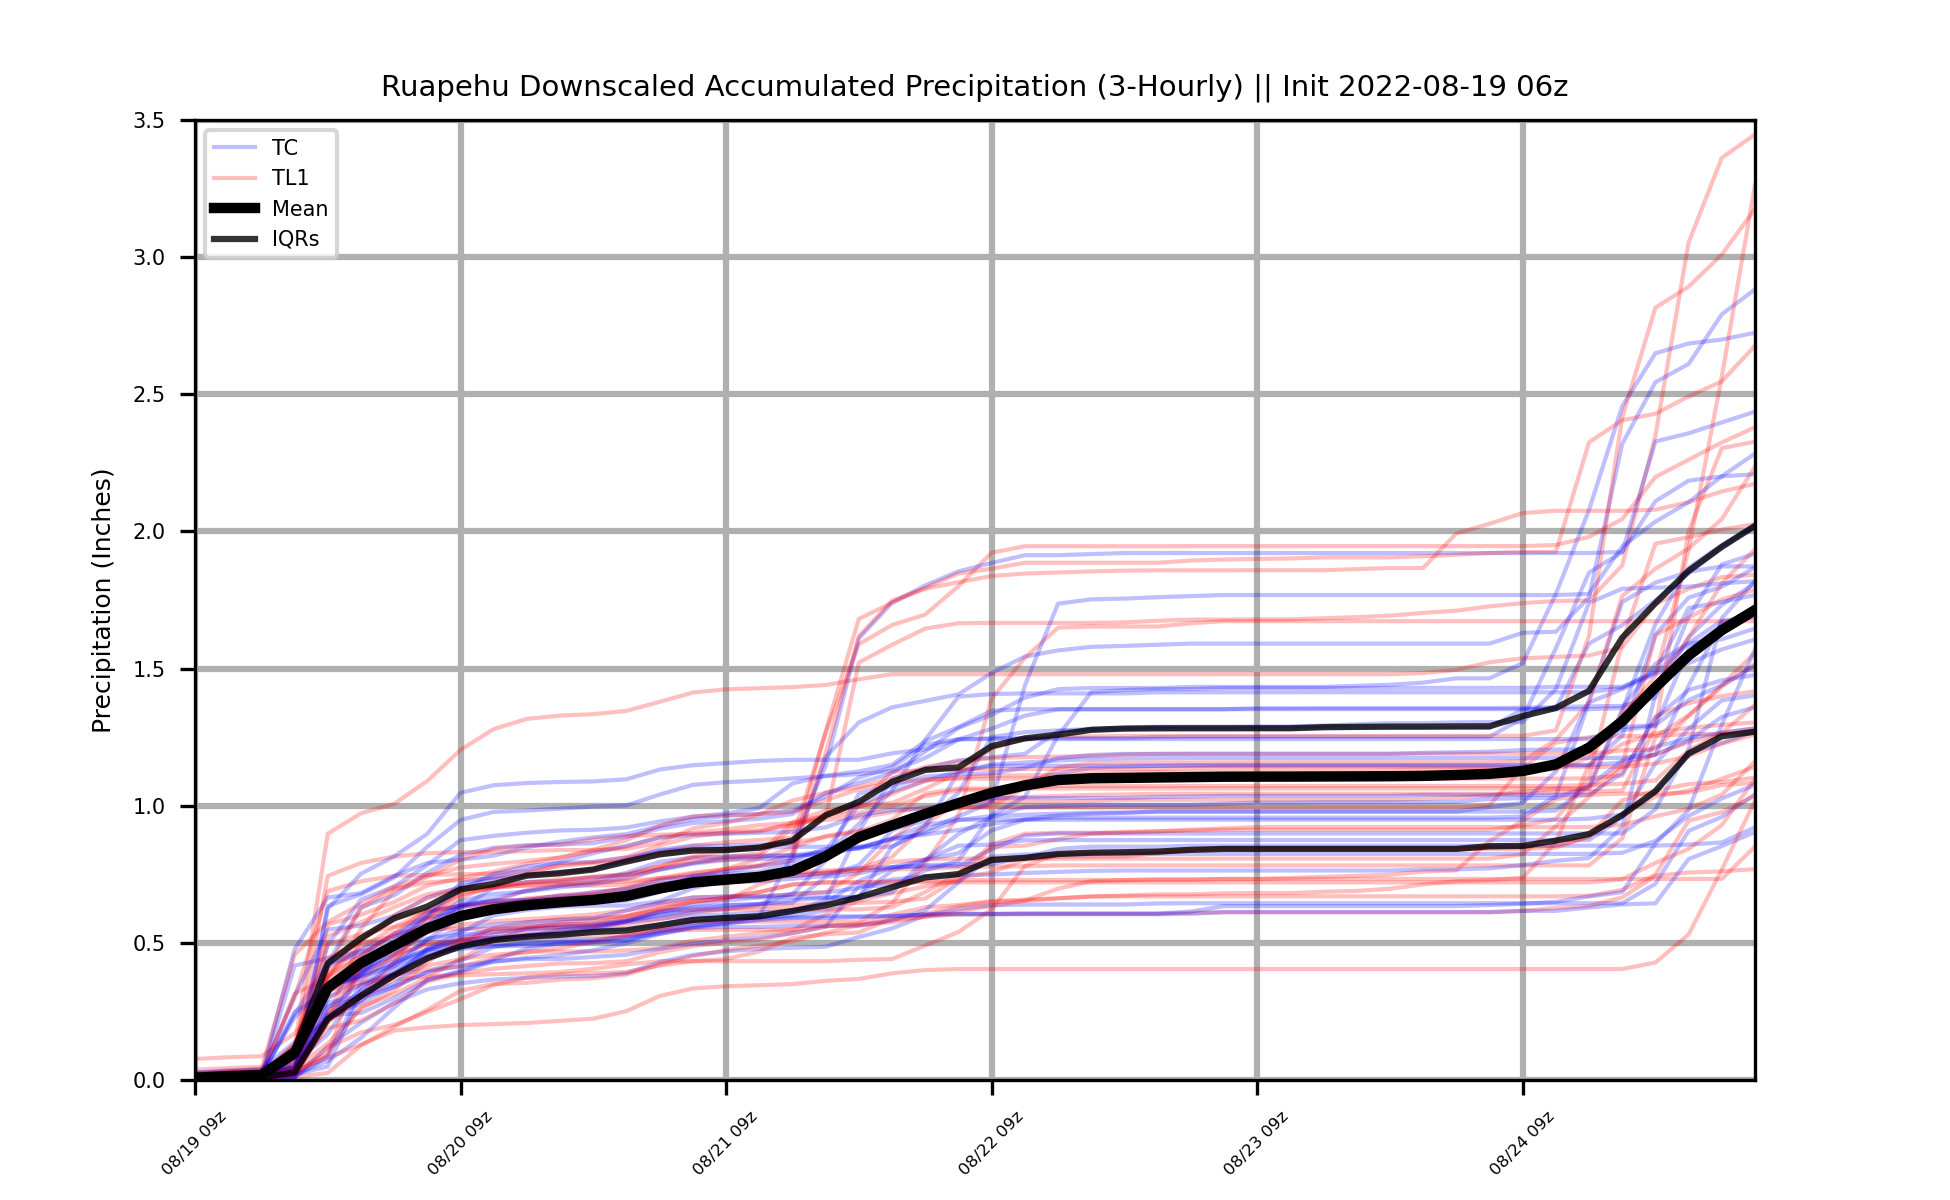 Ruapehu Downscaled Accumulated Precipitation (3-Hourly) || Init 2022-08-19 06z
TC
TL1
Mean
IQRs
Precipitation (Inches)
3.5
3.0
2.5
2.0
1.5
1.0
0.5
0.0
08/19 09z
08/20 09z
08/21 09z
08/22 09z
08/23 09z
08/24 09z